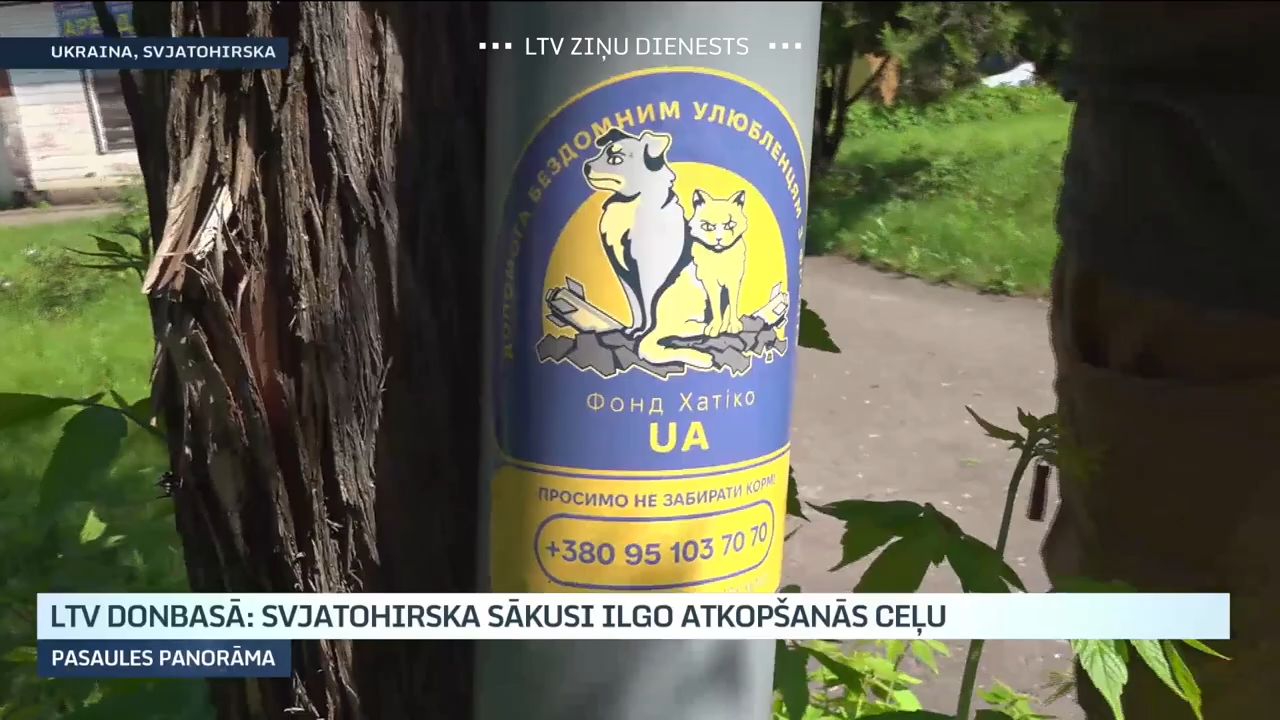 АРЕНДА
UKRAINA, SVJATOHIRSKA
LTV ZIŅU DIENESTS
ДОПОМОГА БЕЗДОМНИМ УЛЮБЛЕНЦЯМ З
Фонд Хатіко
UA
ПРОСИМО НЕ ЗАБИРАТИ КОРМ!
+380 95 103 70 70
LTV DONBASĀ: SVJATOHIRSKA SĀKUSI ILGO ATKOPŠANĀS CEĻU
PASAULES PANORĀMA